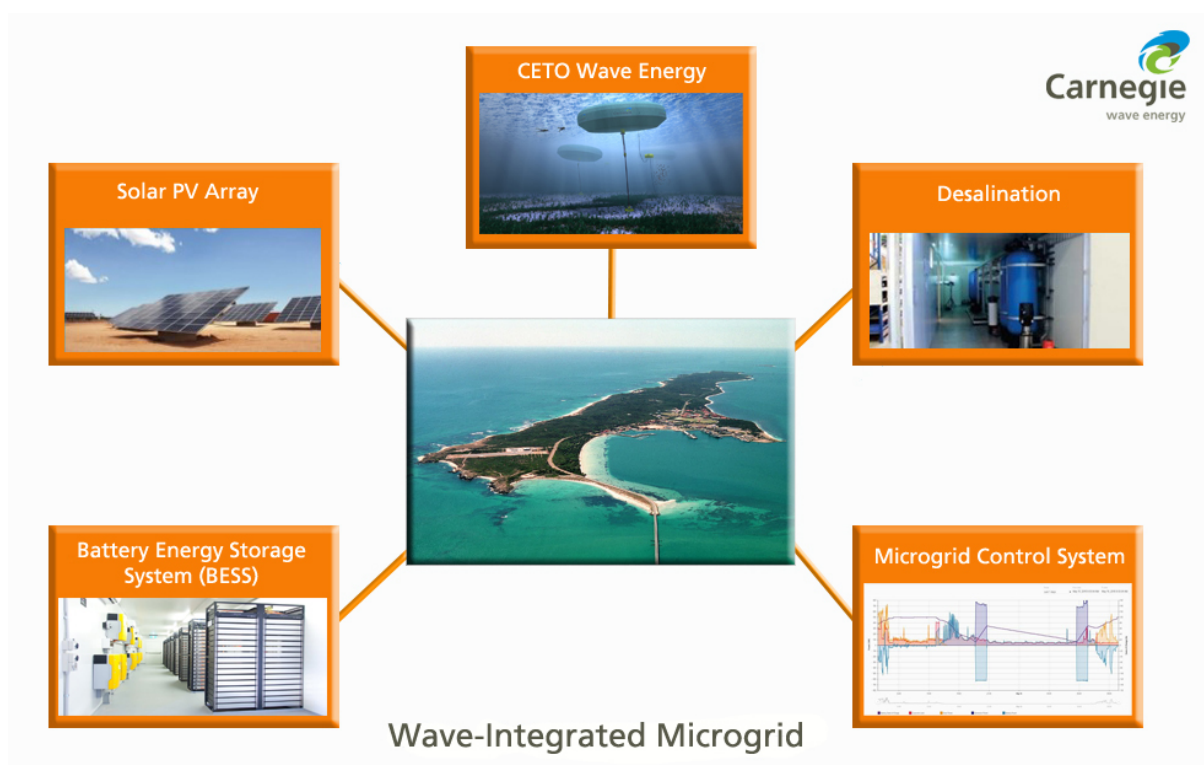 CETO Wave Energy
Carnegie
wave energy
Solar PV Array
Desalination
Battery Energy Storage
System (BESS)
Microgrid Control System
Wave-Integrated Microgrid